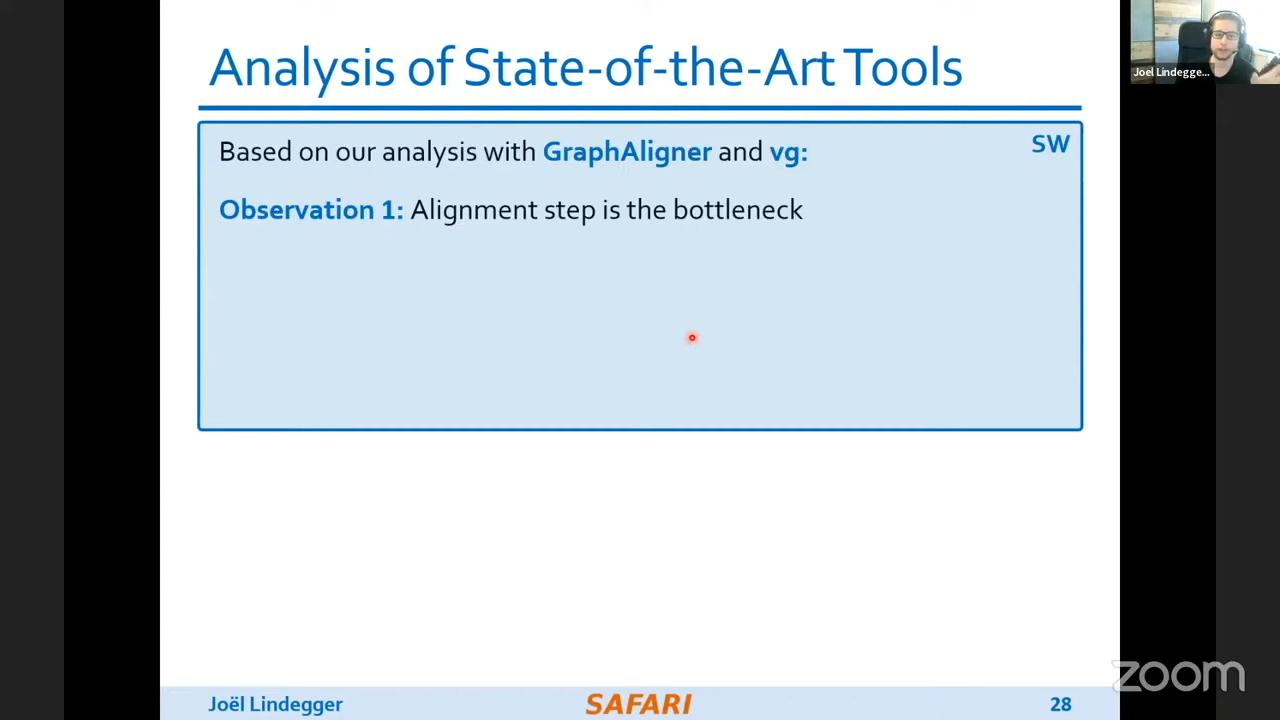 Analysis of State-of-the-Art Tools
Joel Lindegge...
Based on our analysis with GraphAligner and vg:
SW
Observation 1: Alignment step is the bottleneck
zoom
Joël Lindegger
SAFARI
28